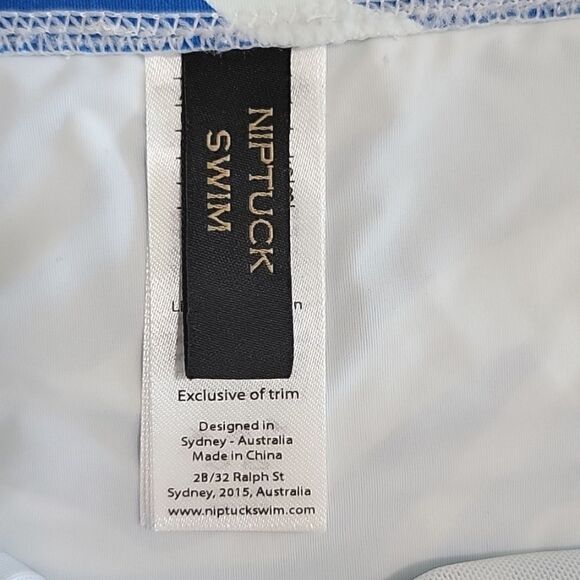 NIPTUCK
SWIM
Exclusive of trim
Designed in
Sydney - Australia
Made in China
2B/32 Ralph St
Sydney, 2015, Australia
www.niptuckswim.com